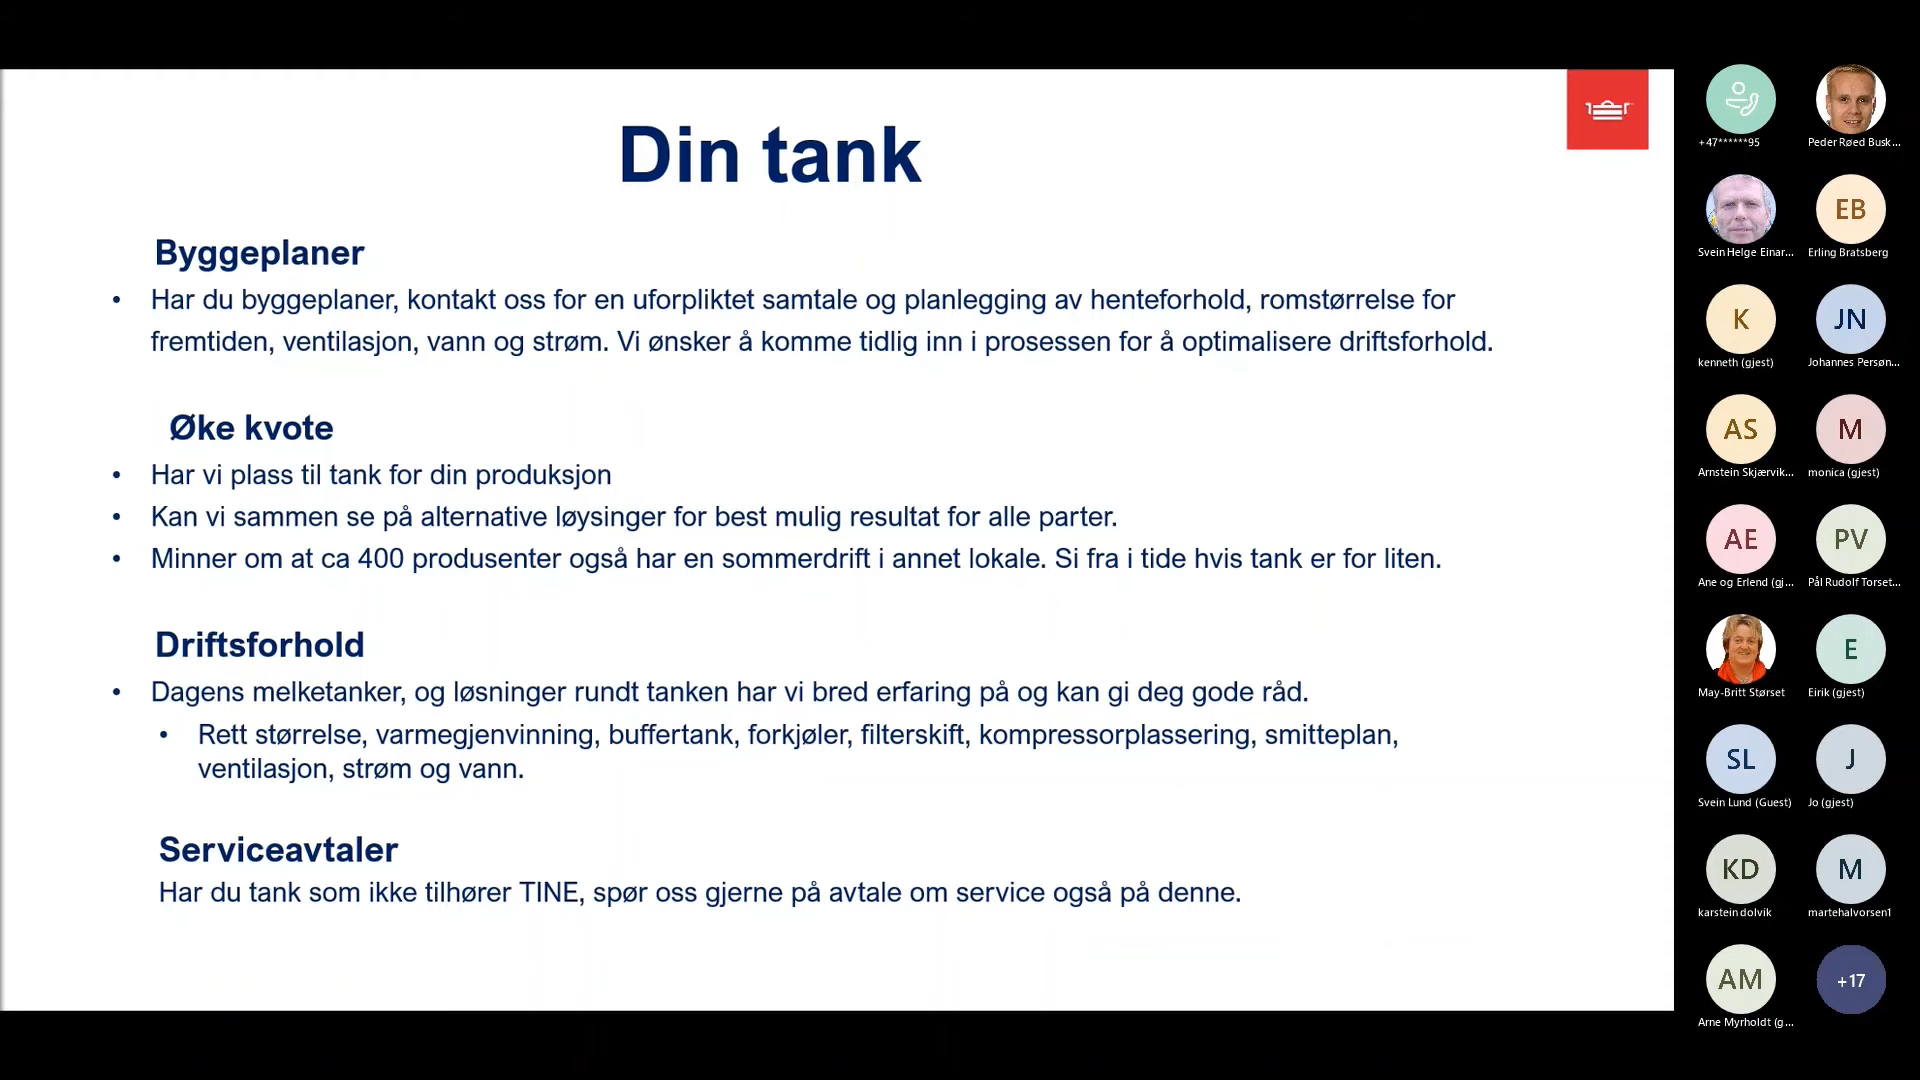 Din tank
Byggeplaner
• Har du byggeplaner, kontakt oss for en uforpliktet samtale og planlegging av henteforhold, romstørrelse for
fremtiden, ventilasjon, vann og strøm. Vi ønsker å komme tidlig inn i prosessen for å optimalisere driftsforhold.
Øke kvote
• Har vi plass til tank for din produksjon
• Kan vi sammen se på alternative løysinger for best mulig resultat for alle parter.
• Minner om at ca 400 produsenter også har en sommerdrift i annet lokale. Si fra i tide hvis tank er for liten.
Driftsforhold
• Dagens melketanker, og løsninger rundt tanken har vi bred erfaring på og kan gi deg gode råd.
• Rett størrelse, varmegjenvinning, buffertank, forkjøler, filterskift, kompressorplassering, smitteplan,
ventilasjon, strøm og vann.
Serviceavtaler
Har du tank som ikke tilhører TINE, spør oss gjerne på avtale om service også på denne.
+47******95
Peder Røed Busk...
Svein Helge Einar...
EB
Erling Bratsberg
K
kenneth (gjest)
JN
Johannes Persøn...
AS
Arnstein Skjærvik...
M
monica (gjest)
AE
Ane og Erlend (gj...
PV
Pål Rudolf Torset...
May-Britt Størset
E
Eirik (gjest)
SL
Svein Lund (Guest)
J
Jo (gjest)
KD
karstein dolvik
M
martehalvorsen1
AM
Arne Myrholdt (g...
+17